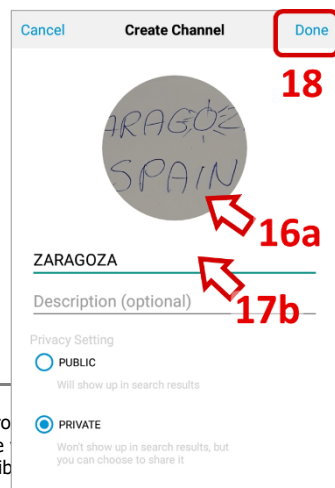 Cancel Create Channel Done
18
ARAGOZ
SPAIN
16a
ZARAGOZA
17b
Description (optional)
Privacy Setting
PUBLIC
Will show up in search results
PRIVATE
Won't show up in search results, but
you can choose to share it